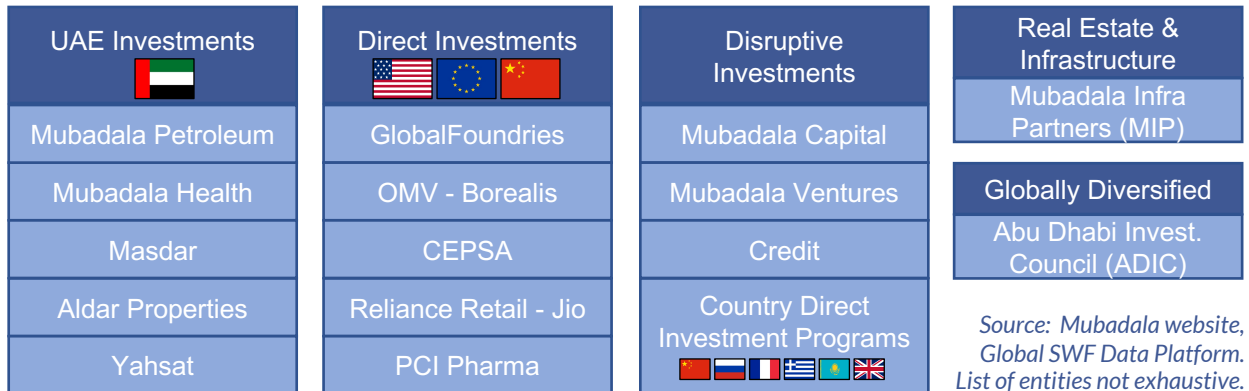 UAE Investments
Mubadala Petroleum
Mubadala Health
Masdar
Aldar Properties
Yahsat
Direct Investments
GlobalFoundries
OMV - Borealis
CEPSA
Reliance Retail - Jio
PCI Pharma
Disruptive
Investments
Mubadala Capital
Mubadala Ventures
Credit
Country Direct
Investment Programs
Real Estate &
Infrastructure
Mubadala Infra
Partners (MIP)
Globally Diversified
Abu Dhabi Invest.
Council (ADIC)
Source: Mubadala website,
Global SWF Data Platform.
List of entities not exhaustive.